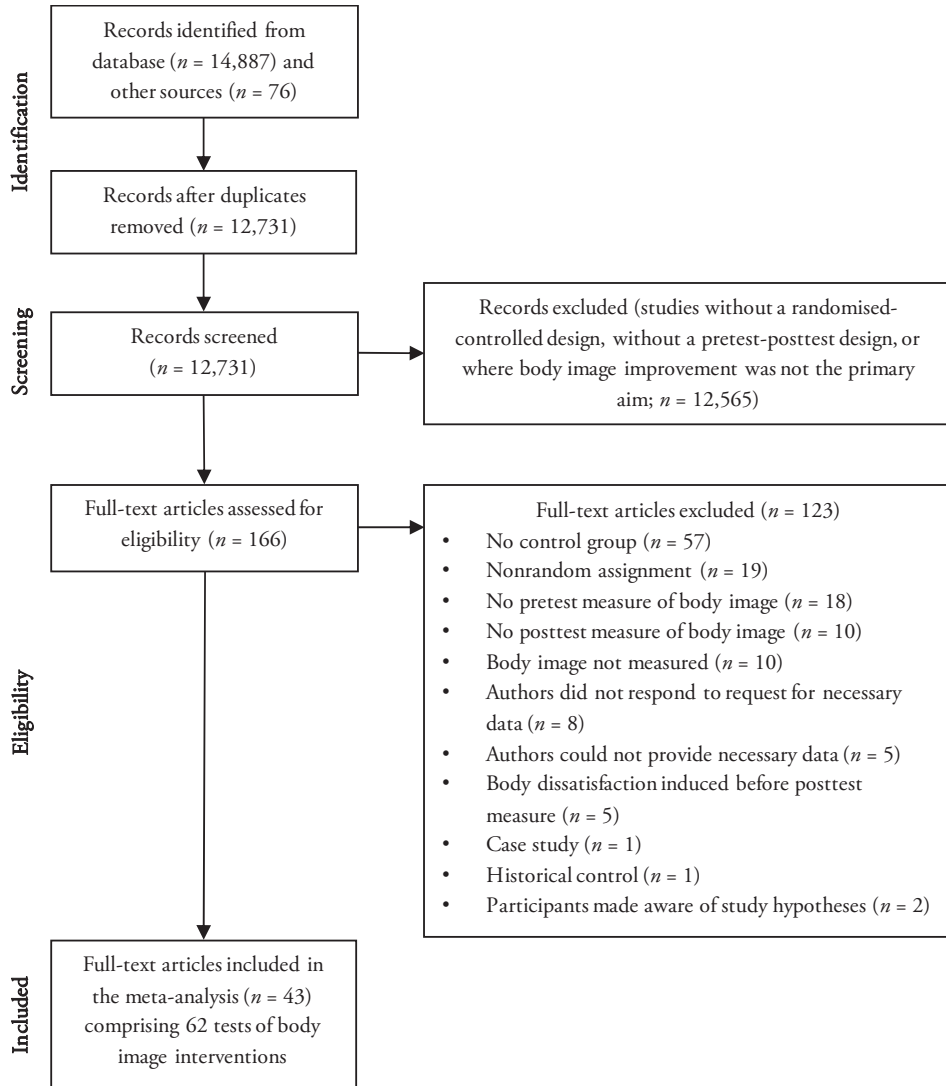 Identification
Records identified from
database (n = 14,887) and
other sources (n = 76)
Records after duplicates
removed (n = 12,731)
Screening
Records screened
(n = 12,731)
Records excluded (studies without a randomised-
controlled design, without a pretest-posttest design, or
where body image improvement was not the primary
aim; n = 12,565)
Eligibility
Full-text articles assessed for
eligibility (n = 166)
Full-text articles excluded (n = 123)
• No control group (n = 57)
• Nonrandom assignment (n = 19)
• No pretest measure of body image (n = 18)
• No posttest measure of body image (n = 10)
• Body image not measured (n = 10)
• Authors did not respond to request for necessary
data (n = 8)
• Authors could not provide necessary data (n = 5)
• Body dissatisfaction induced before posttest
measure (n = 5)
• Case study (n = 1)
• Historical control (n = 1)
• Participants made aware of study hypotheses (n = 2)
Included
Full-text articles included in
the meta-analysis (n = 43)
comprising 62 tests of body
image interventions